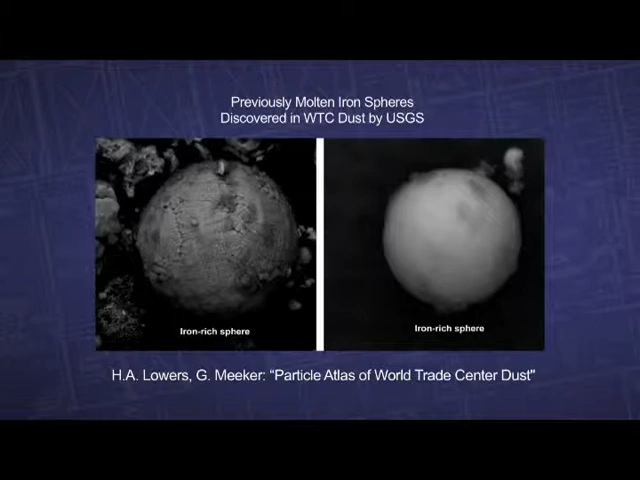 Previously Molten Iron Spheres
Discovered in WTC Dust by USGS
Iron-rich sphere
Iron-rich sphere
H.A. Lowers, G. Meeker: “Particle Atlas of World Trade Center Dust”